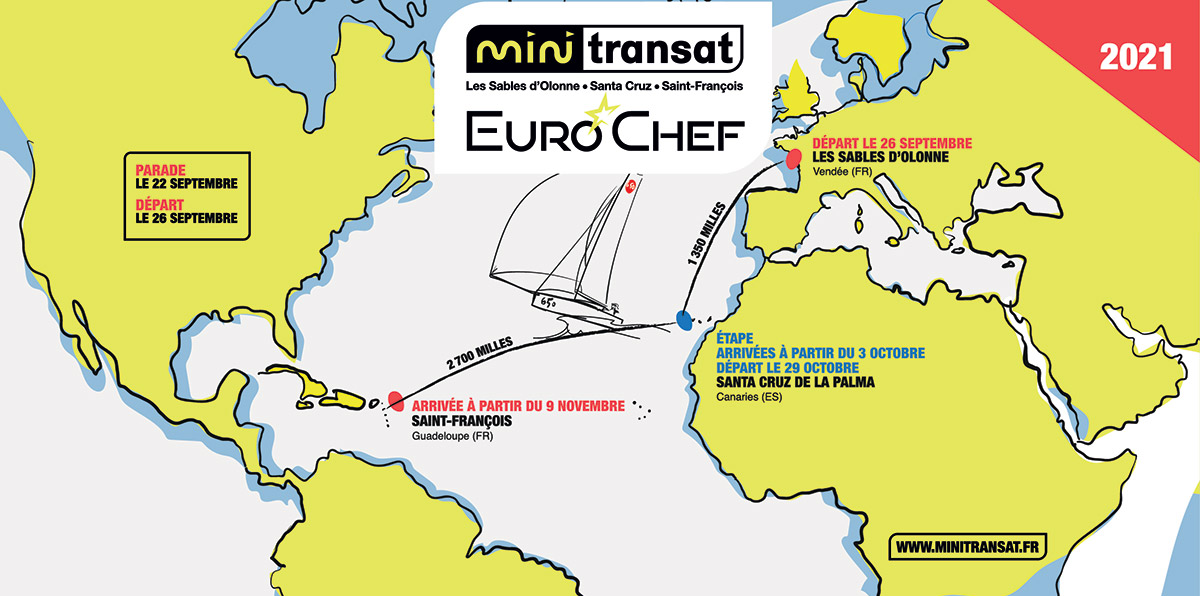 mini transat
Les Sables d'Olonne • Santa Cruz • Saint-François
EURO CHEF
2021
PARADE
LE 22 SEPTEMBRE
DÉPART
LE 26 SEPTEMBRE
DÉPART LE 26 SEPTEMBRE
LES SABLES D'OLONNE
Vendée (FR)
1 350 MILLES
650
2 700 MILLES
ÉTAPE
ARRIVÉES À PARTIR DU 3 OCTOBRE
DÉPART LE 29 OCTOBRE
SANTA CRUZ DE LA PALMA
Canaries (ES)
ARRIVÉE À PARTIR DU 9 NOVEMBRE
SAINT-FRANÇOIS
Guadeloupe (FR)
WWW.MINITRANSAT.FR